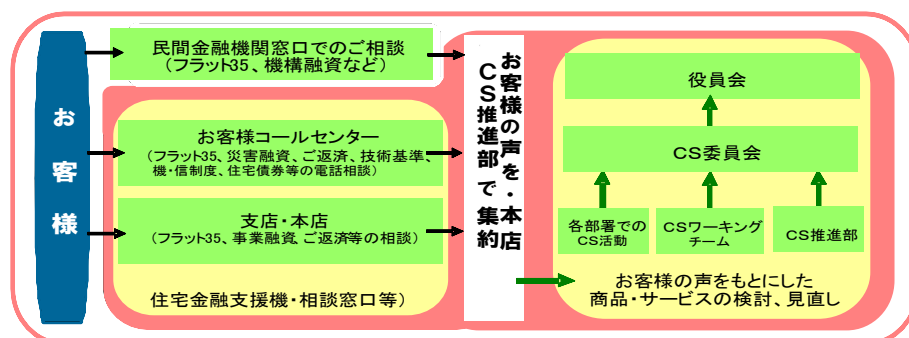 お客様
民間金融機関窓口でのご相談
(フラット35、機構融資など)
お客様コールセンター
(フラット35、災害融資、ご返済、技術基準、
機・信制度、住宅債券等の電話相談)
支店・本店
(フラット35、事業融資、ご返済等の相談)
住宅金融支援機・相談窓口等)
お客様の声を・本店
CS推進部で集約
役員会
CS委員会
各部署での
CS活動
CSワーキング
チーム
CS推進部
お客様の声をもとにした
商品・サービスの検討、見直し